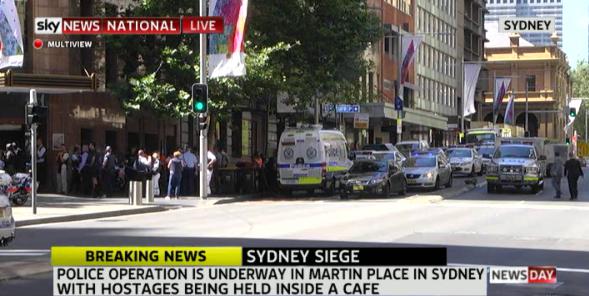 sky NEWS NATIONAL LIVE
MULTIVIEW
SYDNEY
BREAKING NEWS
SYDNEY SIEGE
POLICE OPERATION IS UNDERWAY IN MARTIN PLACE IN SYDNEY
WITH HOSTAGES BEING HELD INSIDE A CAFE
NEWSDAY